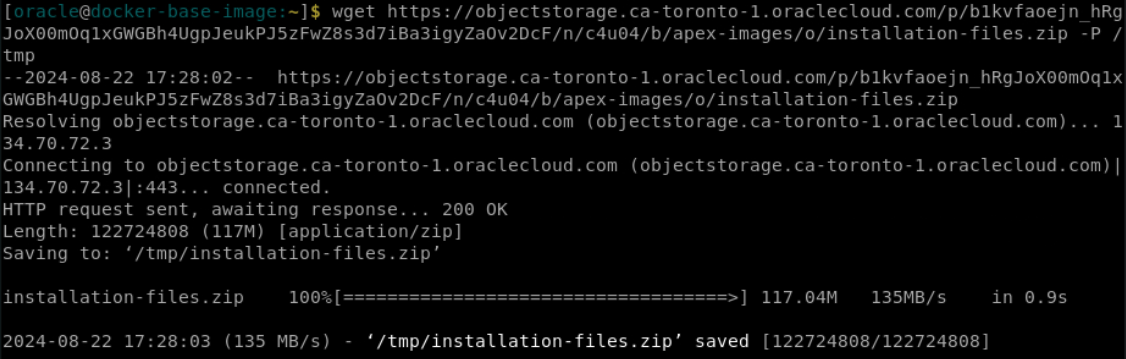 [oracle@docker-base-image:~]$ wget https://objectstorage.ca-toronto-1.oraclecloud.com/p/b1kvfaoejn_hRg
JoX00mOq1xGWGBh4UgpJeukPJ5zFwZ8s3d7iBa3igyZaOv2DcF/n/c4u04/b/apex-images/o/installation-files.zip -P /
tmp
--2024-08-22 17:28:02--  https://objectstorage.ca-toronto-1.oraclecloud.com/p/b1kvfaoejn_hRgJoX00mOq1x
GWGBh4UgpJeukPJ5zFwZ8s3d7iBa3igyZaOv2DcF/n/c4u04/b/apex-images/o/installation-files.zip
Resolving objectstorage.ca-toronto-1.oraclecloud.com (objectstorage.ca-toronto-1.oraclecloud.com)... 1
34.70.72.3
Connecting to objectstorage.ca-toronto-1.oraclecloud.com (objectstorage.ca-toronto-1.oraclecloud.com)|
134.70.72.3|:443... connected.
HTTP request sent, awaiting response... 200 OK
Length: 122724808 (117M) [application/zip]
Saving to: ‘/tmp/installation-files.zip’
installation-files.zip    100%[===================================>] 117.04M   135MB/s    in 0.9s
2024-08-22 17:28:03 (135 MB/s) - ‘/tmp/installation-files.zip’ saved [122724808/122724808]